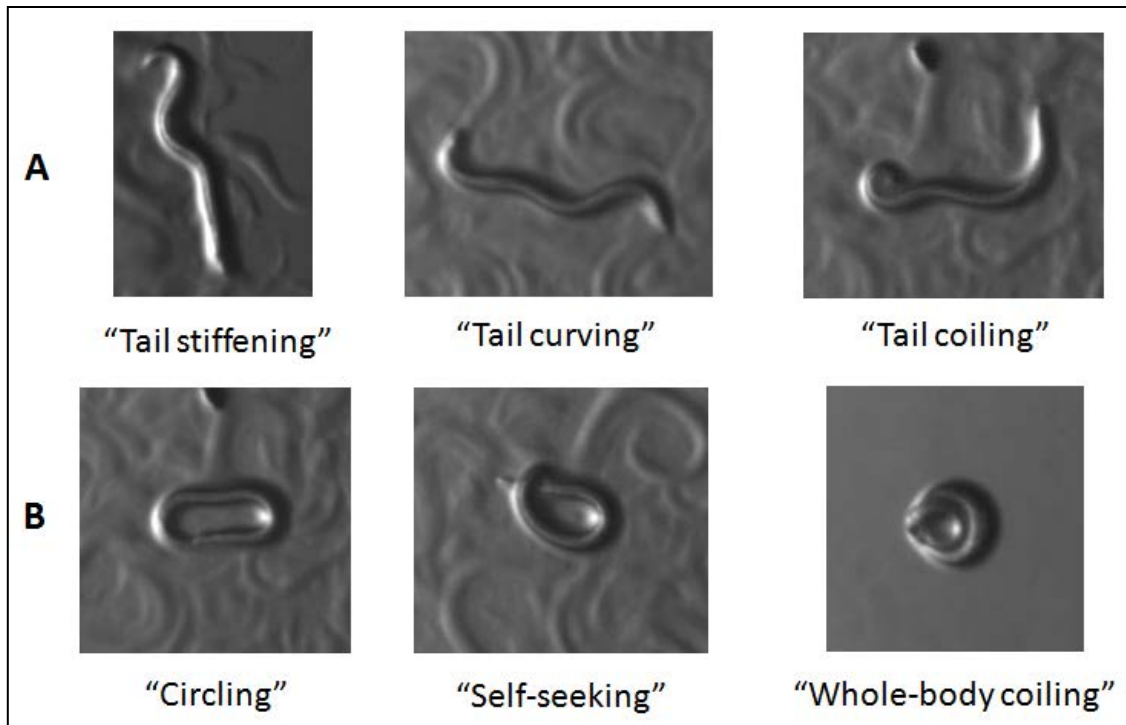 A
“Tail stiffening” “Tail curving” “Tail coiling”
B
“Circling” “Self-seeking” “Whole-body coiling”